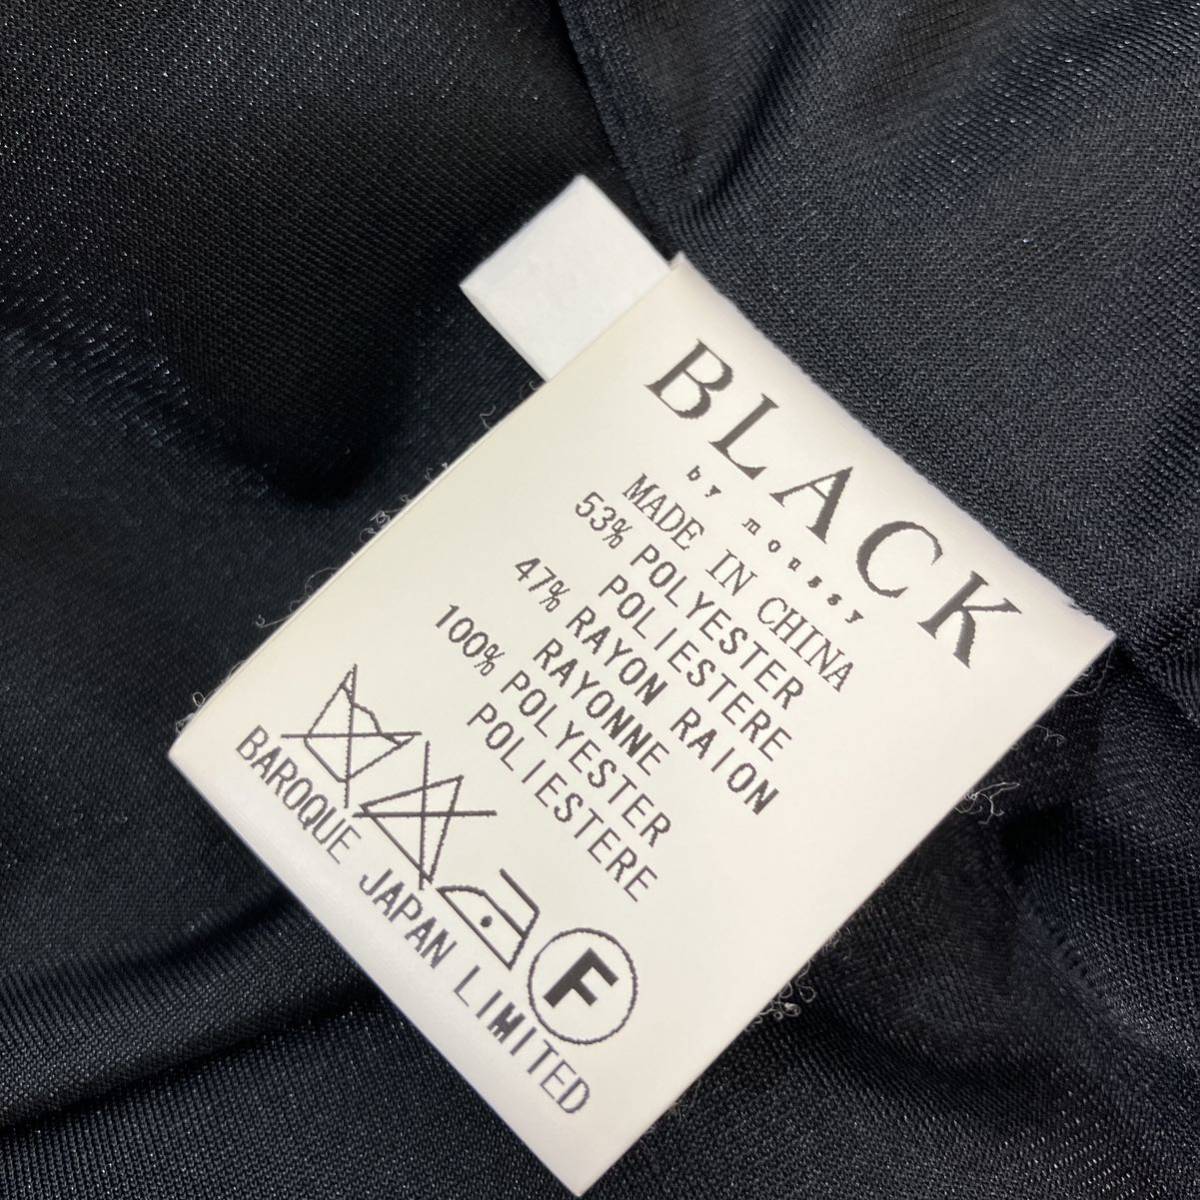 BLACK
by moussy
MADE IN CHINA
53% POLYESTER
POLIESTERE
47% RAYON RAION
RAYONNE
100% POLYESTER
POLIESTERE
F
BAROQUE JAPAN LIMITED